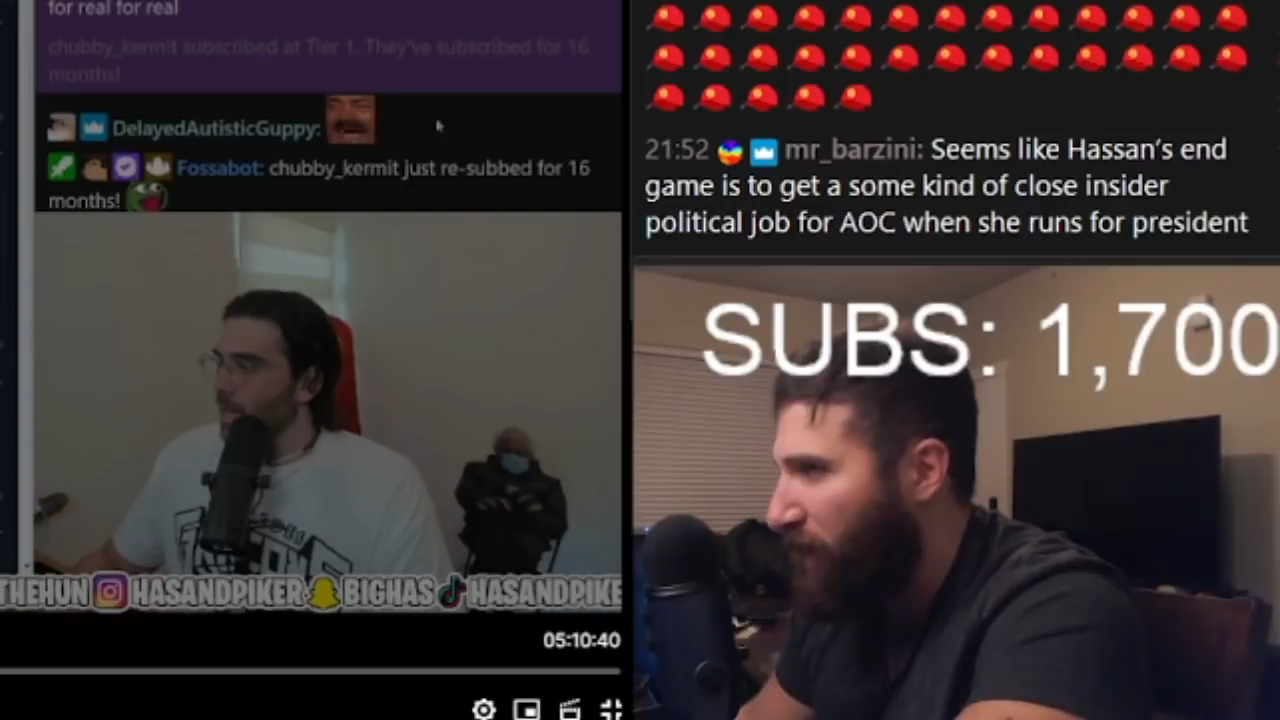 for real for real
chubby_kermit subscribed at Tier 1. They've subscribed for 16
months!
DelayedAutisticGuppy:
Fossabot: chubby_kermit just re-subbed for 16
months!
THEHUN HASANDPIKER BIGHAS HASANDPIKE
05:10:40
21:52 mr_barzini: Seems like Hassan's end
game is to get a some kind of close insider
political job for AOC when she runs for president
SUBS: 1,700